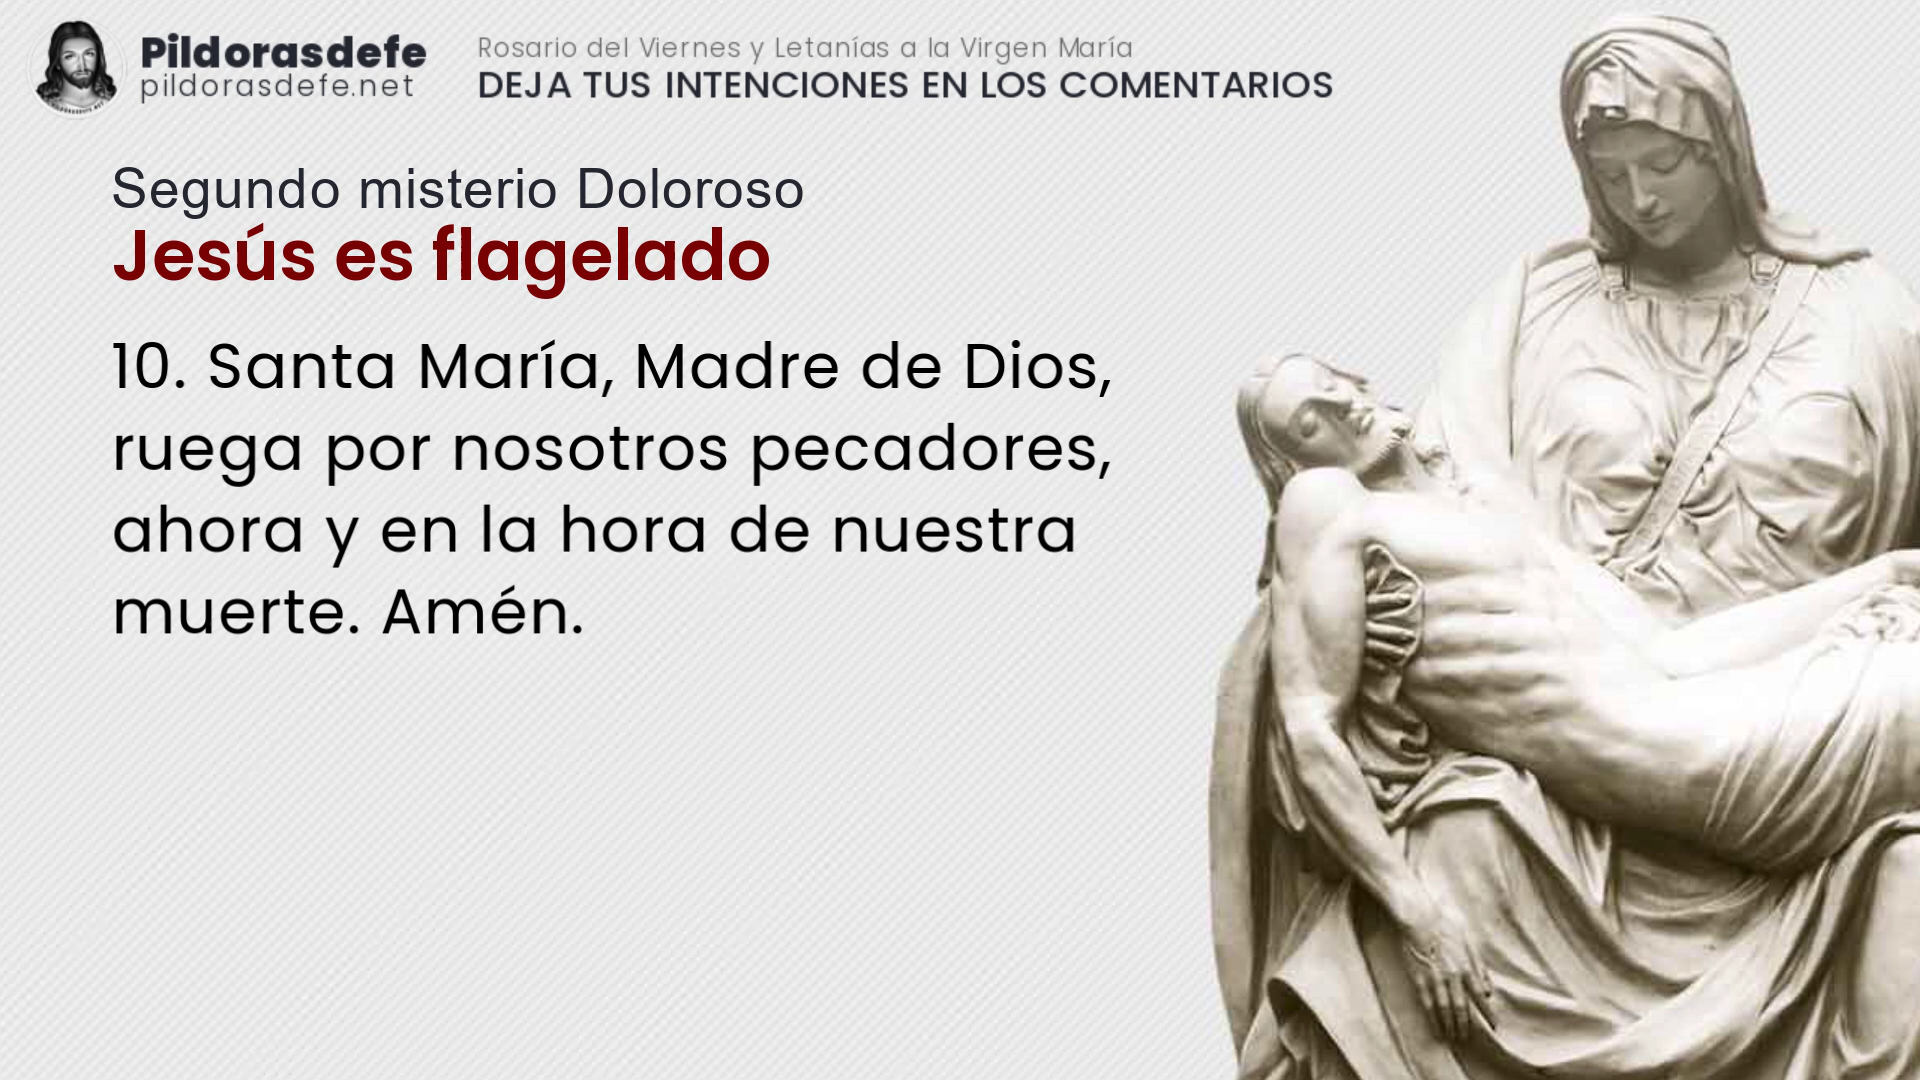 Pildorasdefe
pildorasdefe.net
Rosario del Viernes y Letanías a la Virgen María
DEJA TUS INTENCIONES EN LOS COMENTARIOS
Segundo misterio Doloroso
Jesús es flagelado
10. Santa María, Madre de Dios,
ruega por nosotros pecadores,
ahora y en la hora de nuestra
muerte. Amén.